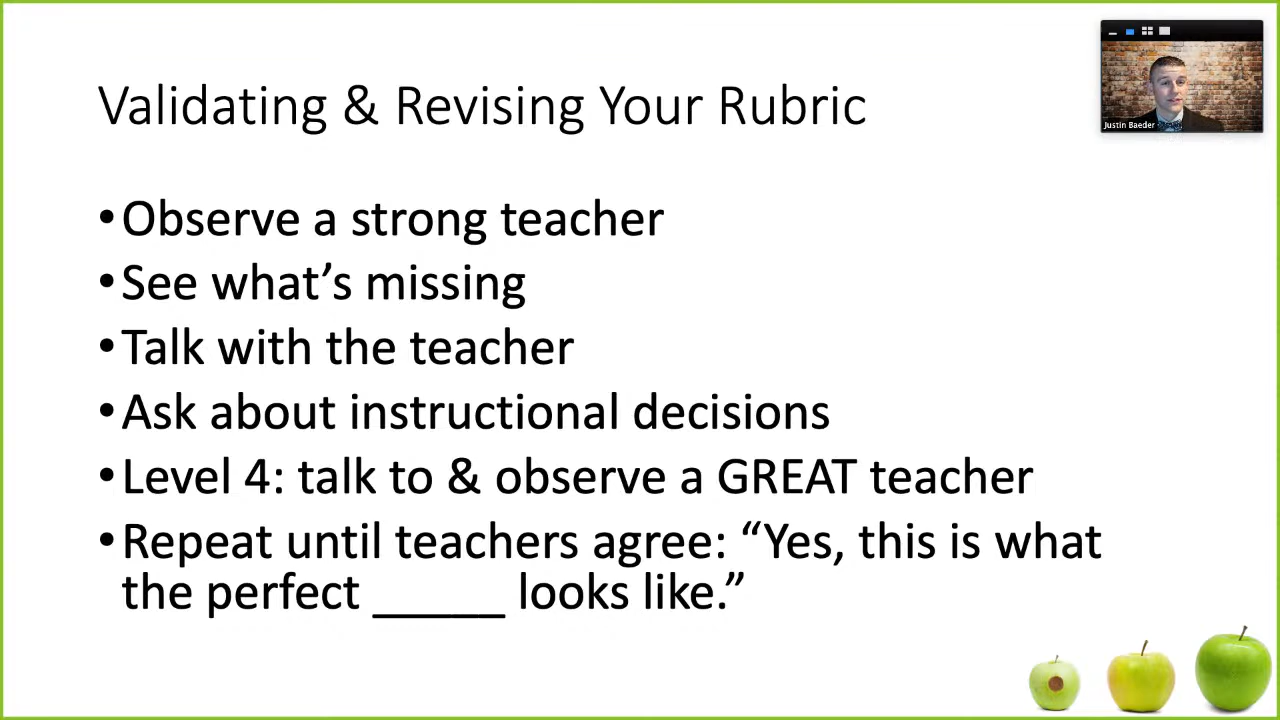 Validating & Revising Your Rubric
Justin Baeder
•Observe a strong teacher
•See what’s missing
•Talk with the teacher
•Ask about instructional decisions
•Level 4: talk to & observe a GREAT teacher
•Repeat until teachers agree: “Yes, this is what
the perfect _____ looks like.”